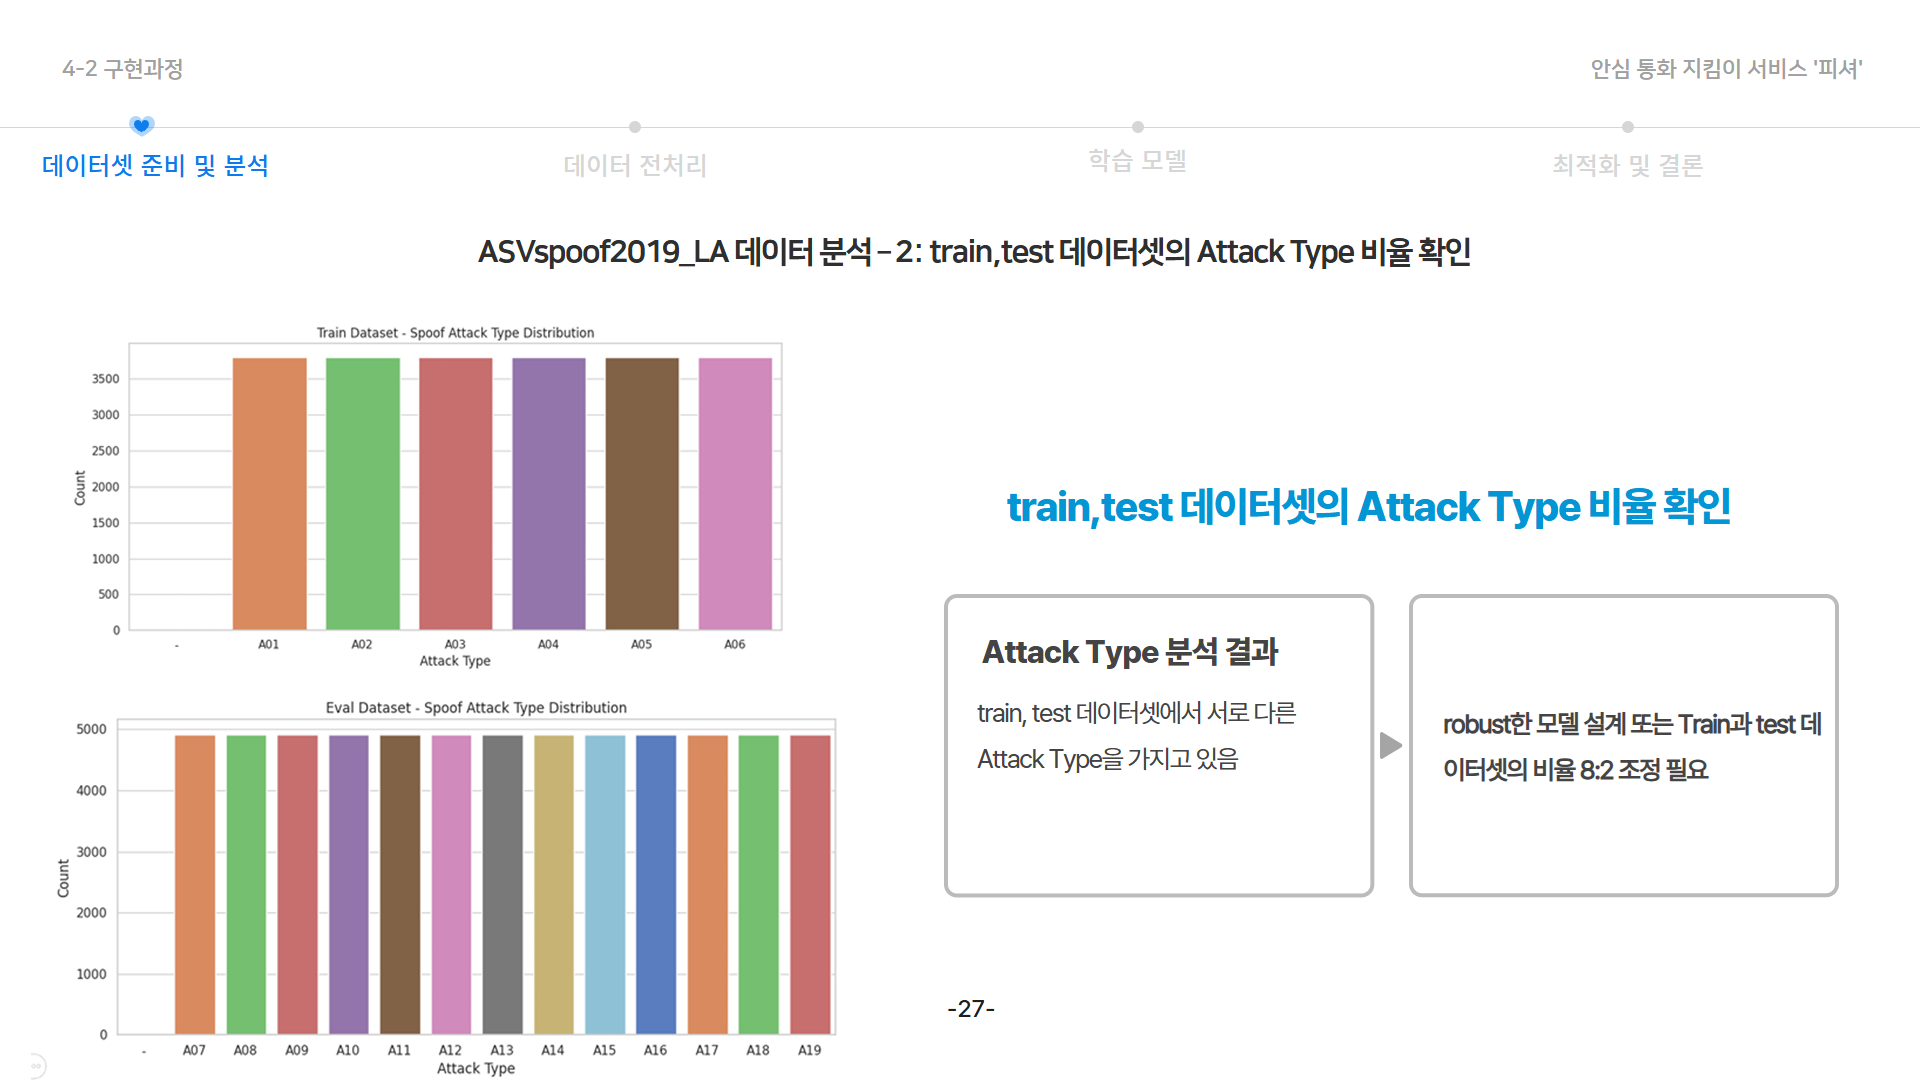 4-2 구현과정
안심 통화 지킴이 서비스 '피셔'
데이터셋 준비 및 분석
데이터 전처리
학습 모델
최적화 및 결론
ASVspoof2019_LA 데이터 분석 – 2: train,test 데이터셋의 Attack Type 비율 확인
Train Dataset - Spoof Attack Type Distribution
Count
3500
3000
2500
2000
1500
1000
500
0
- A01 A02 A03 A04 A05 A06
Attack Type
Eval Dataset - Spoof Attack Type Distribution
Count
5000
4000
3000
2000
1000
0
- A07 A08 A09 A10 A11 A12 A13 A14 A15 A16 A17 A18 A19
Attack Type
train,test 데이터셋의 Attack Type 비율 확인
Attack Type 분석 결과
train, test 데이터셋에서 서로 다른
Attack Type을 가지고 있음
robust한 모델 설계 또는 Train과 test 데
이터셋의 비율 8:2 조정 필요
-27-